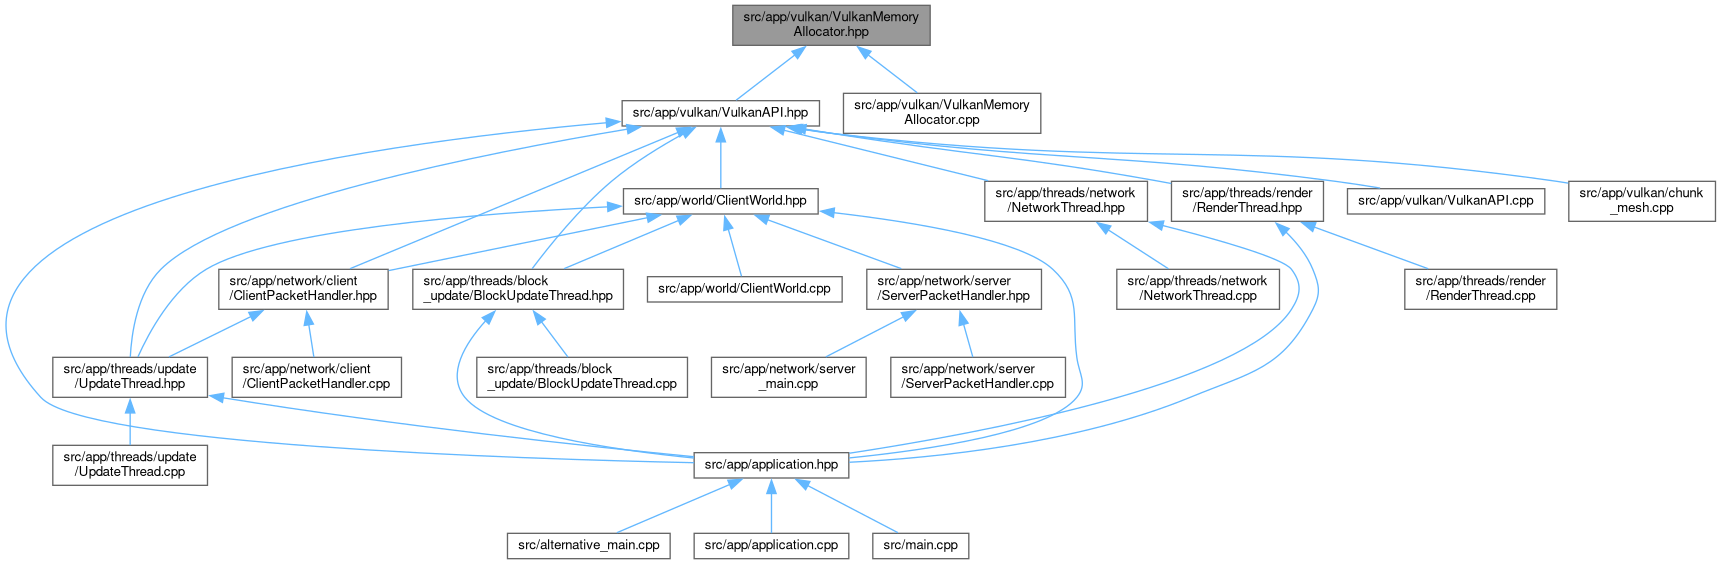 src/app/vulkan/VulkanMemory
Allocator.hpp
src/app/vulkan/VulkanAPI.hpp
src/app/vulkan/VulkanMemory
Allocator.cpp
src/app/world/ClientWorld.hpp
src/app/threads/network
/NetworkThread.hpp
src/app/threads/render
/RenderThread.hpp
src/app/vulkan/VulkanAPI.cpp
src/app/vulkan/chunk
_mesh.cpp
src/app/network/client
/ClientPacketHandler.hpp
src/app/threads/block
_update/BlockUpdateThread.hpp
src/app/world/ClientWorld.cpp
src/app/network/server
/ServerPacketHandler.hpp
src/app/threads/network
/NetworkThread.cpp
src/app/threads/render
/RenderThread.cpp
src/app/threads/update
/UpdateThread.hpp
src/app/network/client
/ClientPacketHandler.cpp
src/app/threads/block
_update/BlockUpdateThread.cpp
src/app/network/server
_main.cpp
src/app/network/server
/ServerPacketHandler.cpp
src/app/threads/update
/UpdateThread.cpp
src/app/application.hpp
src/alternative_main.cpp
src/app/application.cpp
src/main.cpp